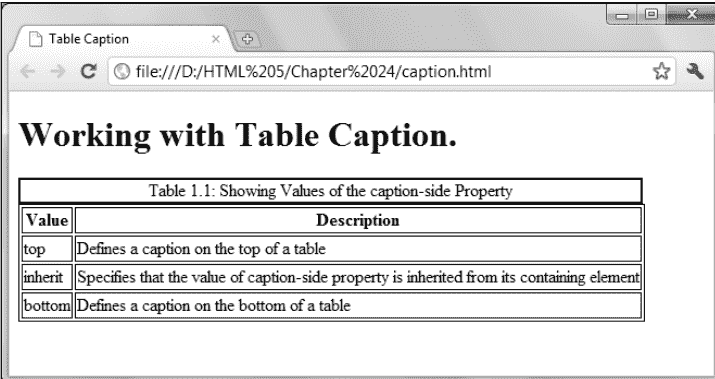 Table Caption
file:///D:/HTML%205/Chapter%2024/caption.html
Working with Table Caption.
Table 1.1: Showing Values of the caption-side Property
Value Description
top Defines a caption on the top of a table
inherit Specifies that the value of caption-side property is inherited from its containing element
bottom Defines a caption on the bottom of a table